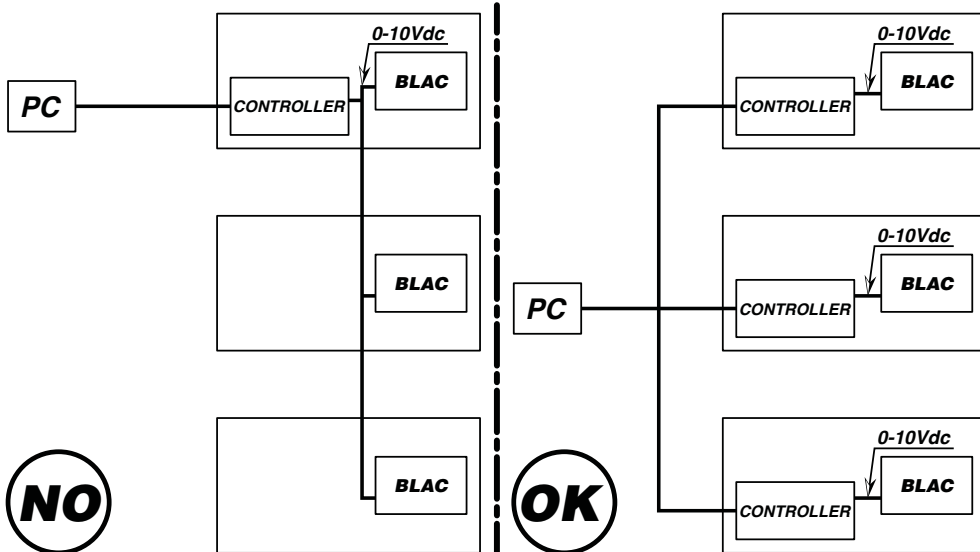 0-10Vdc
BLAC
PC
CONTROLLER
BLAC
BLAC
NO
0-10Vdc
BLAC
CONTROLLER
0-10Vdc
BLAC
PC
CONTROLLER
0-10Vdc
BLAC
CONTROLLER
OK